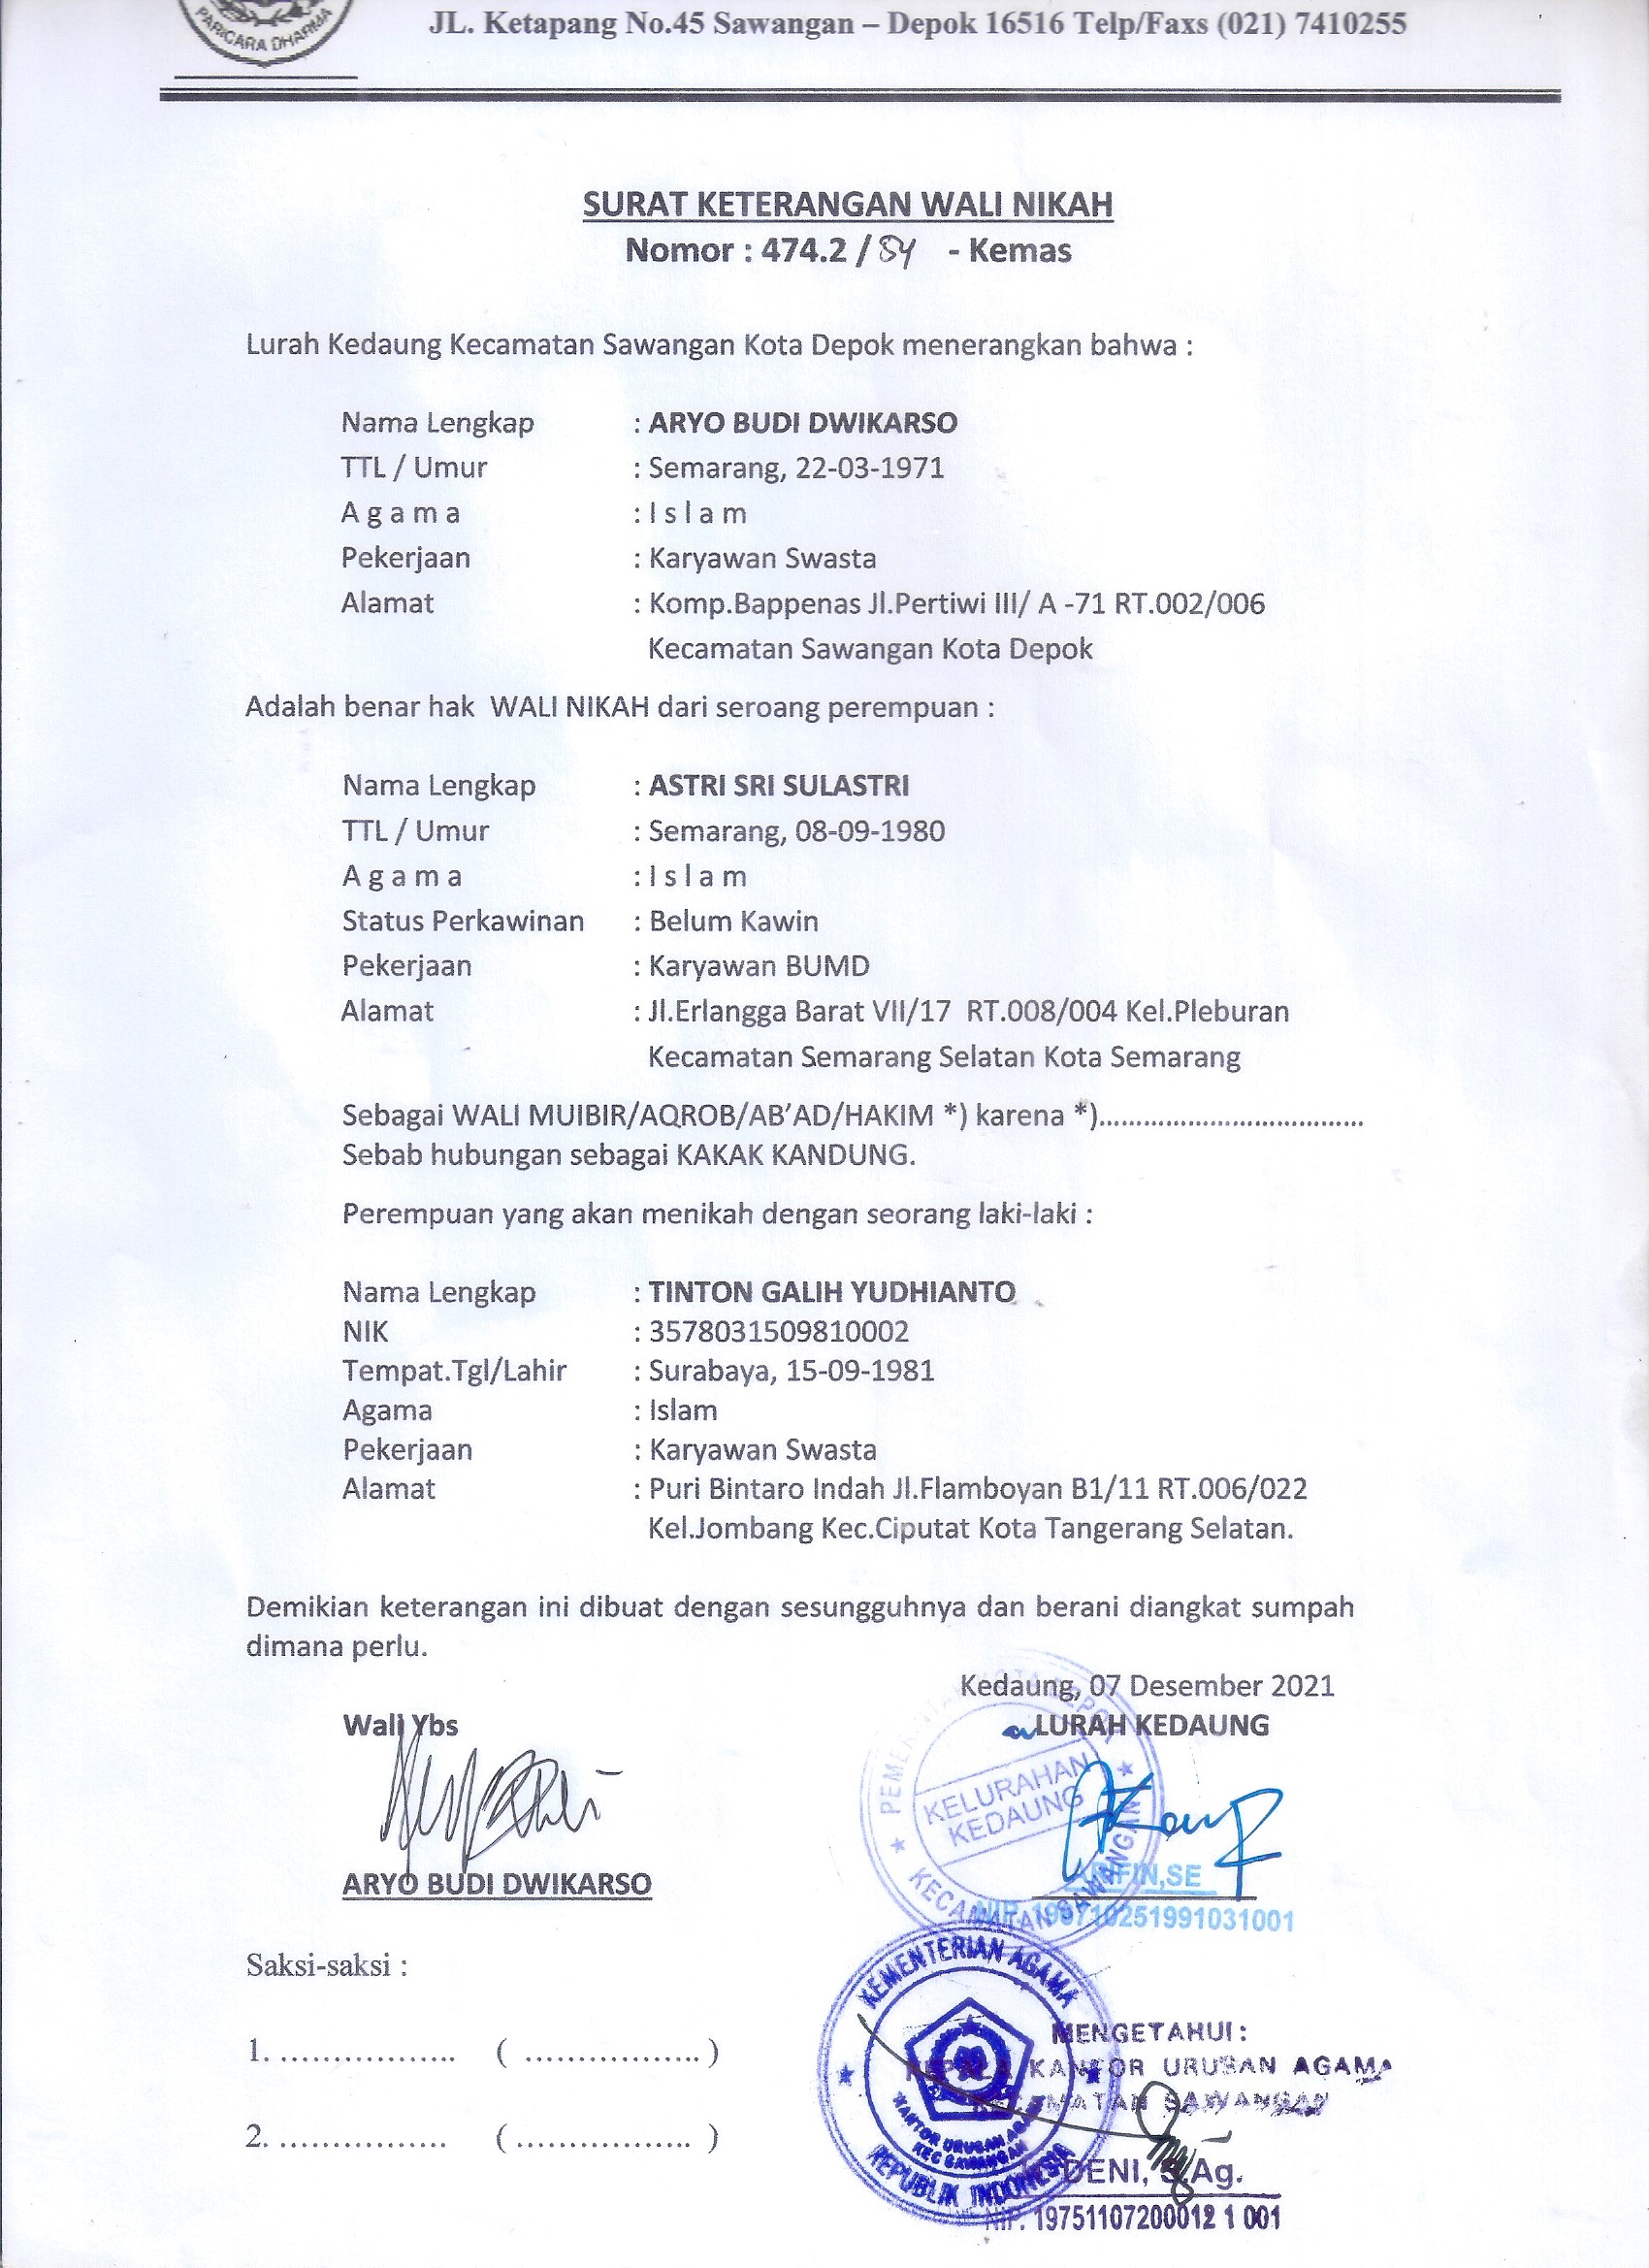 PARICARA DHARMA
JL. Ketapang No.45 Sawangan – Depok 16516 Telp/Faxs (021) 7410255
SURAT KETERANGAN WALI NIKAH
Nomor : 474.2 / 54 - Kemas
Lurah Kedaung Kecamatan Sawangan Kota Depok menerangkan bahwa :
Nama Lengkap : ARYO BUDI DWIKARSO
TTL / Umur : Semarang, 22-03-1971
A g a m a : I s l a m
Pekerjaan : Karyawan Swasta
Alamat : Komp.Bappenas Jl.Pertiwi III/ A -71 RT.002/006
Kecamatan Sawangan Kota Depok
Adalah benar hak WALI NIKAH dari seroang perempuan :
Nama Lengkap : ASTRI SRI SULASTRI
TTL / Umur : Semarang, 08-09-1980
A g a m a : I s l a m
Status Perkawinan : Belum Kawin
Pekerjaan : Karyawan BUMD
Alamat : Jl.Erlangga Barat VII/17 RT.008/004 Kel.Pleburan
Kecamatan Semarang Selatan Kota Semarang
Sebagai WALI MUIBIR/AQROB/AB’AD/HAKIM *) karena *)....................................
Sebab hubungan sebagai KAKAK KANDUNG.
Perempuan yang akan menikah dengan seorang laki-laki :
Nama Lengkap : TINTON GALIH YUDHIANTO
NIK : 3578031509810002
Tempat.Tgl/Lahir : Surabaya, 15-09-1981
Agama : Islam
Pekerjaan : Karyawan Swasta
Alamat : Puri Bintaro Indah Jl.Flamboyan B1/11 RT.006/022
Kel.Jombang Kec.Ciputat Kota Tangerang Selatan.
Demikian keterangan ini dibuat dengan sesungguhnya dan berani diangkat sumpah
dimana perlu.
Kedaung, 07 Desember 2021
Wali Ybs LURAH KEDAUNG
PEMERINTAH KOTA DEPOK
KELURAHAN
KEDAUNG
KECAMATAN SAWANGAN
ARYO BUDI DWIKARSO ARIFIN,SE
NIP. 196710251991031001
Saksi-saksi :
KEMENTERIAN AGAMA
KANTOR URUSAN AGAMA
KEC SAWANGAN
REPUBLIK INDONESIA
MENGETAHUI :
1. .................. ( .................. ) KEPALA KANTOR URUSAN AGAMA
KECAMATAN SAWANGAN
2. ................. ( .................. )
DENI, S.Ag.
NIP. 19751107200012 1 001